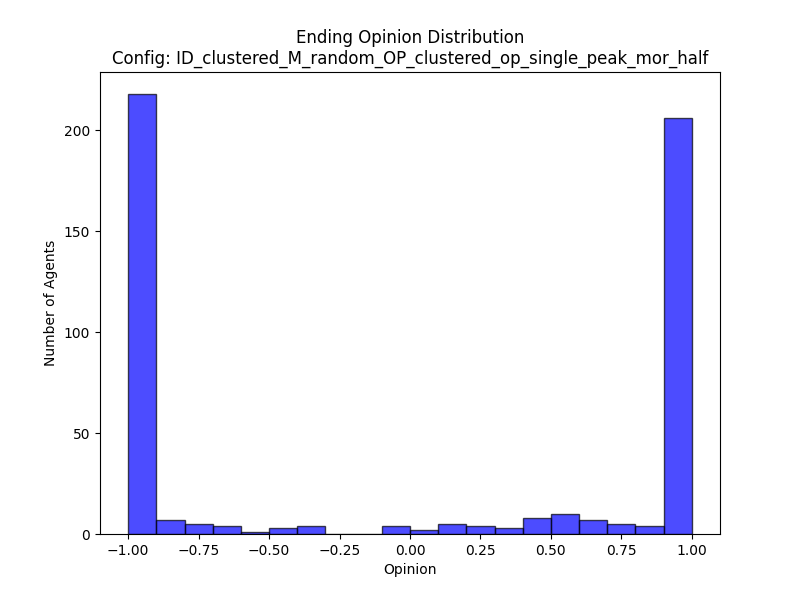 Ending Opinion Distribution
Config: ID_clustered_M_random_OP_clustered_op_single_peak_mor_half
200
150
100
50
0
Number of Agents
−1.00 −0.75 −0.50 −0.25 0.00 0.25 0.50 0.75 1.00
Opinion